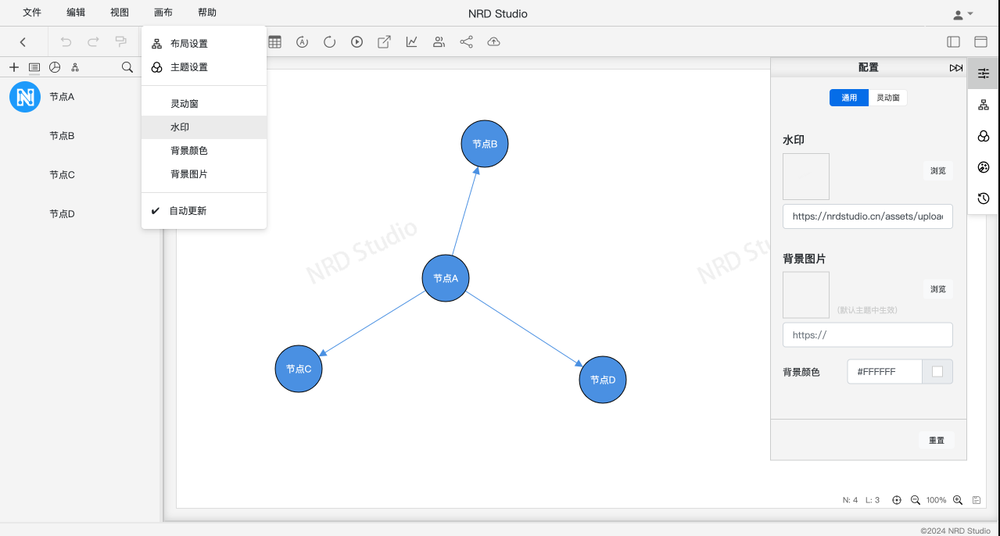 文件 编辑 视图 画布 帮助 NRD Studio
布局设置
主题设置
灵动窗
水印
背景颜色
背景图片
✔ 自动更新
节点A
节点B
节点C
节点D
节点B
节点A
节点C
节点D
NRD Studio
NRD Stu
配置
通用 灵动窗
水印
浏览
https://nrdstudio.cn/assets/uploa
背景图片
浏览
(默认主题中生效)
https://
背景颜色 #FFFFFF
重置
N: 4 L: 3 100%
©2024 NRD Studio